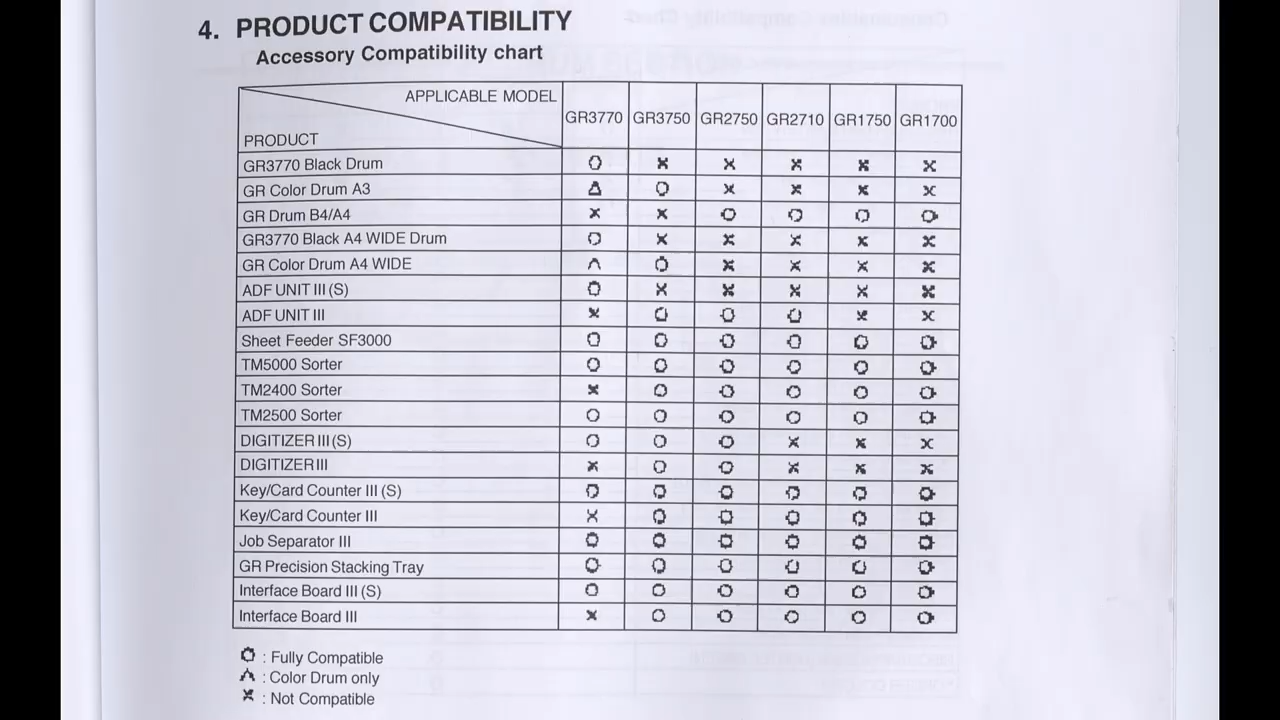 4. PRODUCT COMPATIBILITY
Accessory Compatibility chart
APPLICABLE MODEL
PRODUCT GR3770 GR3750 GR2750 GR2710 GR1750 GR1700
GR3770 Black Drum ○ × × × × ×
GR Color Drum A3 △ ○ × × × ×
GR Drum B4/A4 × × ○ ○ ○ ○
GR3770 Black A4 WIDE Drum ○ × × × × ×
GR Color Drum A4 WIDE △ ○ × × × ×
ADF UNIT III (S) ○ × × × × ×
ADF UNIT III × ○ ○ ○ × ×
Sheet Feeder SF3000 ○ ○ ○ ○ ○ ○
TM5000 Sorter ○ ○ ○ ○ ○ ○
TM2400 Sorter × ○ ○ ○ ○ ○
TM2500 Sorter ○ ○ ○ ○ ○ ○
DIGITIZER III (S) ○ ○ ○ × × ×
DIGITIZER III × ○ ○ × × ×
Key/Card Counter III (S) ○ ○ ○ ○ ○ ○
Key/Card Counter III × ○ ○ ○ ○ ○
Job Separator III ○ ○ ○ ○ ○ ○
GR Precision Stacking Tray ○ ○ ○ ○ ○ ○
Interface Board III (S) ○ ○ ○ ○ ○ ○
Interface Board III × ○ ○ ○ ○ ○
○ : Fully Compatible
△ : Color Drum only
× : Not Compatible